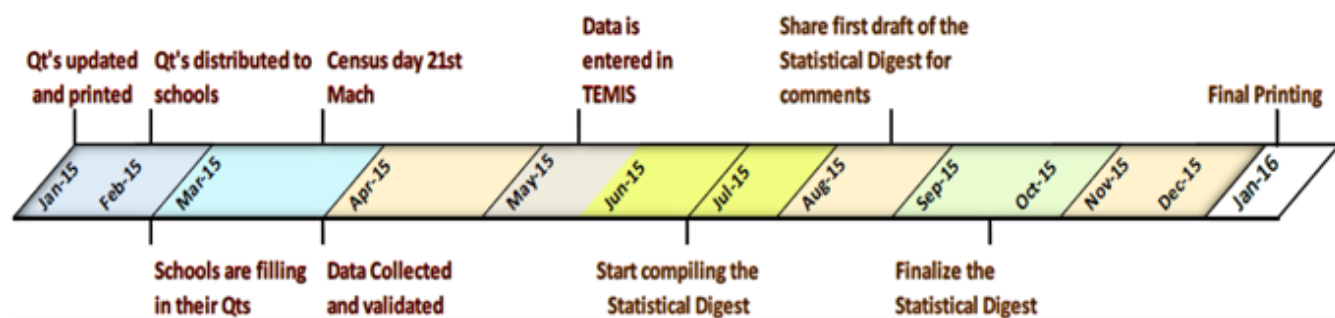 Qt's updated
and printed
Qt's distributed to
schools
Census day 21st
Mach
Data is
entered in
TEMIS
Share first draft of the
Statistical Digest for
comments
Final Printing
Jan-15
Feb-15
Mar-15
Apr-15
May-15
Jun-15
Jul-15
Aug-15
Sep-15
Oct-15
Nov-15
Dec-15
Jan-16
Schools are filling
in their Qts
Data Collected
and validated
Start compiling the
Statistical Digest
Finalize the
Statistical Digest